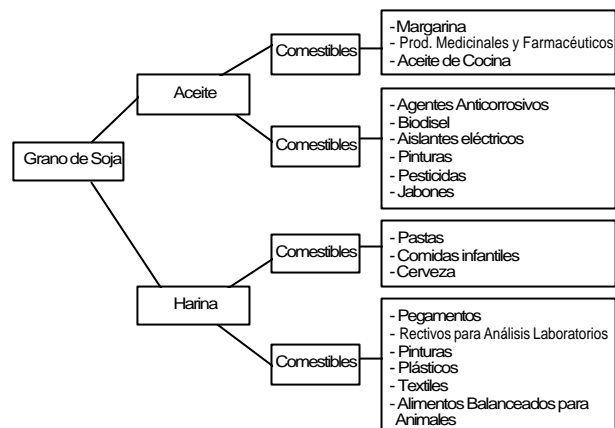 Grano de Soja
Aceite
Comestibles
- Margarina
- Prod. Medicinales y Farmacéuticos
- Aceite de Cocina
Comestibles
- Agentes Anticorrosivos
- Biodisel
- Aislantes eléctricos
- Pinturas
- Pesticidas
- Jabones
Harina
Comestibles
- Pastas
- Comidas infantiles
- Cerveza
Comestibles
- Pegamentos
- Rectivos para Análisis Laboratorios
- Pinturas
- Plásticos
- Textiles
- Alimentos Balanceados para
Animales